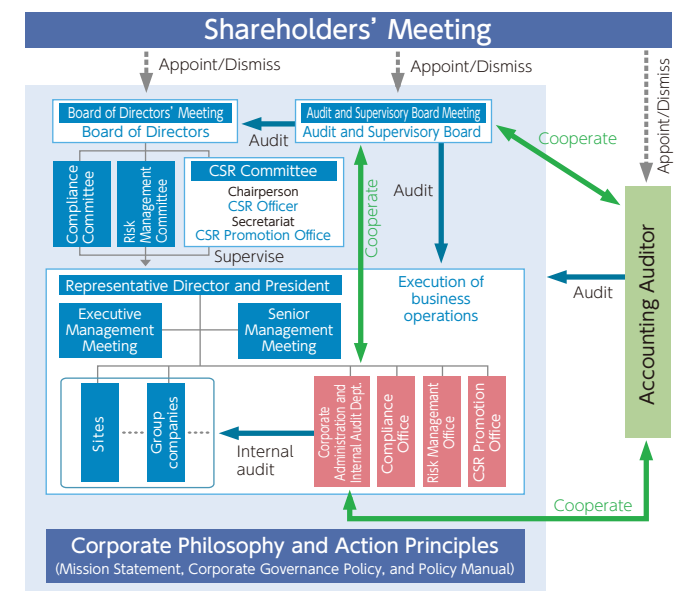 Shareholders' Meeting
Appoint/Dismiss
Appoint/Dismiss
Appoint/Dismiss
Board of Directors' Meeting
Board of Directors
Audit
Audit and Supervisory Board Meeting
Audit and Supervisory Board
Cooperate
Compliance
Committee
Risk
Management
Committee
CSR Committee
Chairperson
CSR Officer
Secretariat
CSR Promotion Office
Cooperate
Audit
Supervise
Representative Director and President
Execution of
business
operations
Audit
Accounting Auditor
Executive
Management
Meeting
Senior
Management
Meeting
Sites
Group
companies
Internal
audit
Corporate
Administration and
Internal Audit Dept.
Compliance
Office
Risk Managemant
Office
CSR Promotion
Office
Cooperate
Corporate Philosophy and Action Principles
(Mission Statement, Corporate Governance Policy, and Policy Manual)